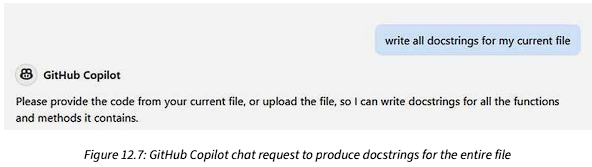 write all docstrings for my current file
GitHub Copilot
Please provide the code from your current file, or upload the file, so I can write docstrings for all the functions
and methods it contains.
Figure 12.7: GitHub Copilot chat request to produce docstrings for the entire file